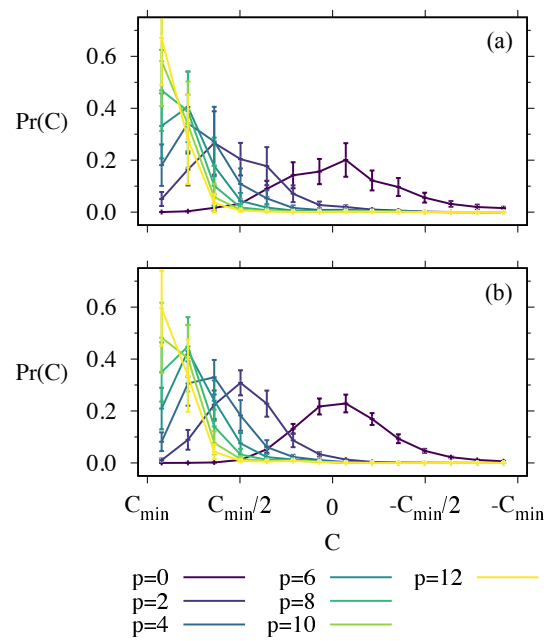 (a)
0.6
0.4
Pr(C)
0.2
0.0
(b)
0.6
0.4
Pr(C)
0.2
0.0
C_min C_min/2 0 -C_min/2 -C_min
C
p=0 p=6 p=12
p=2 p=8
p=4 p=10